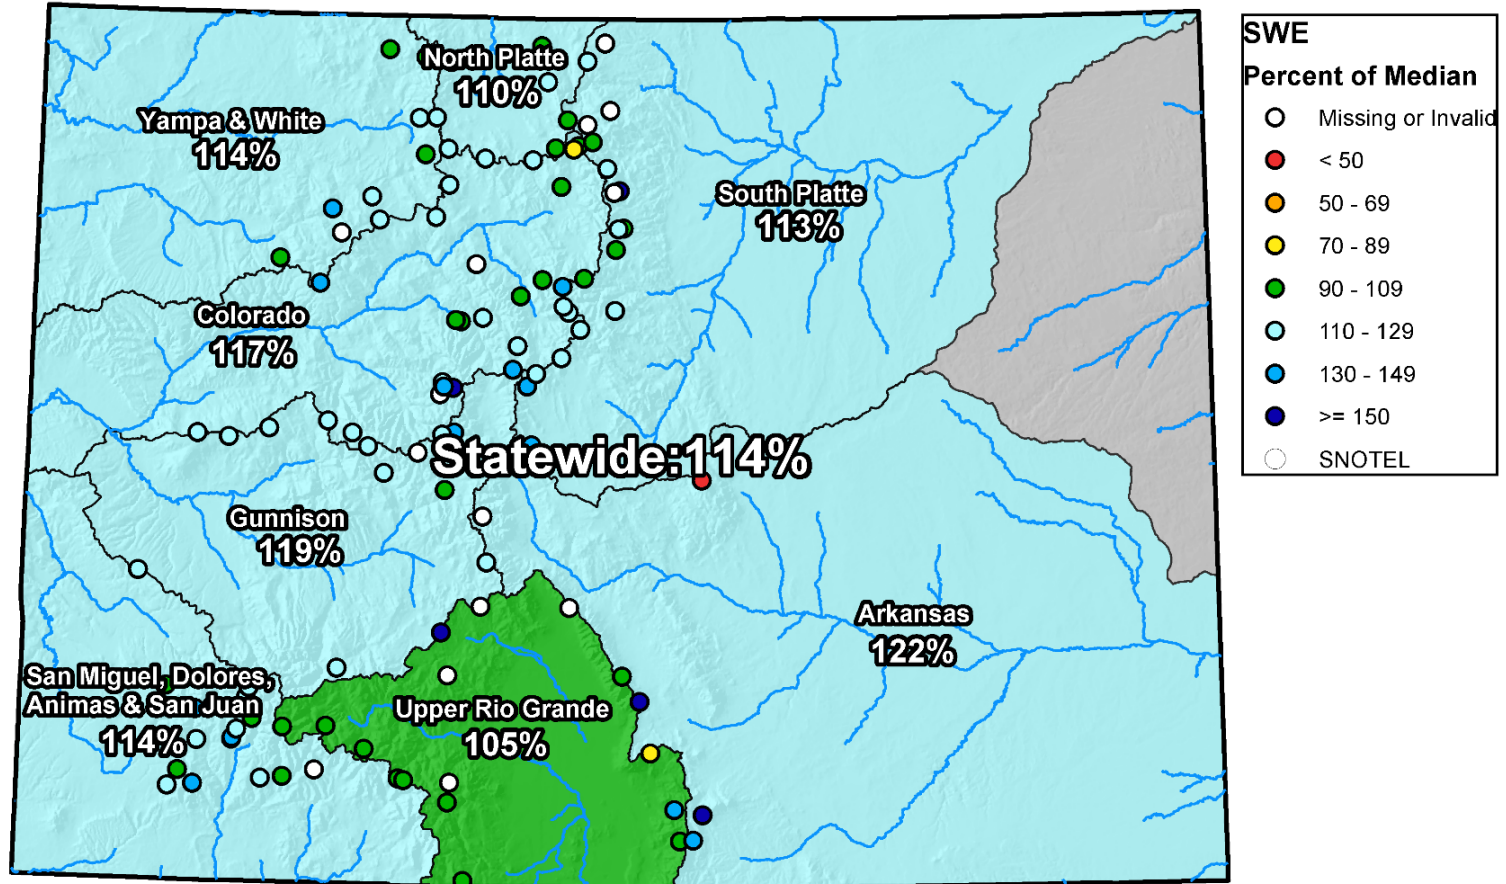 North Platte
110%
Yampa & White
114%
South Platte
113%
Colorado
117%
Statewide:114%
Gunnison
119%
Arkansas
122%
San Miguel, Dolores,
Animas & San Juan
114%
Upper Rio Grande
105%
SWE
Percent of Median
Missing or Invalid
< 50
50 - 69
70 - 89
90 - 109
110 - 129
130 - 149
>= 150
SNOTEL